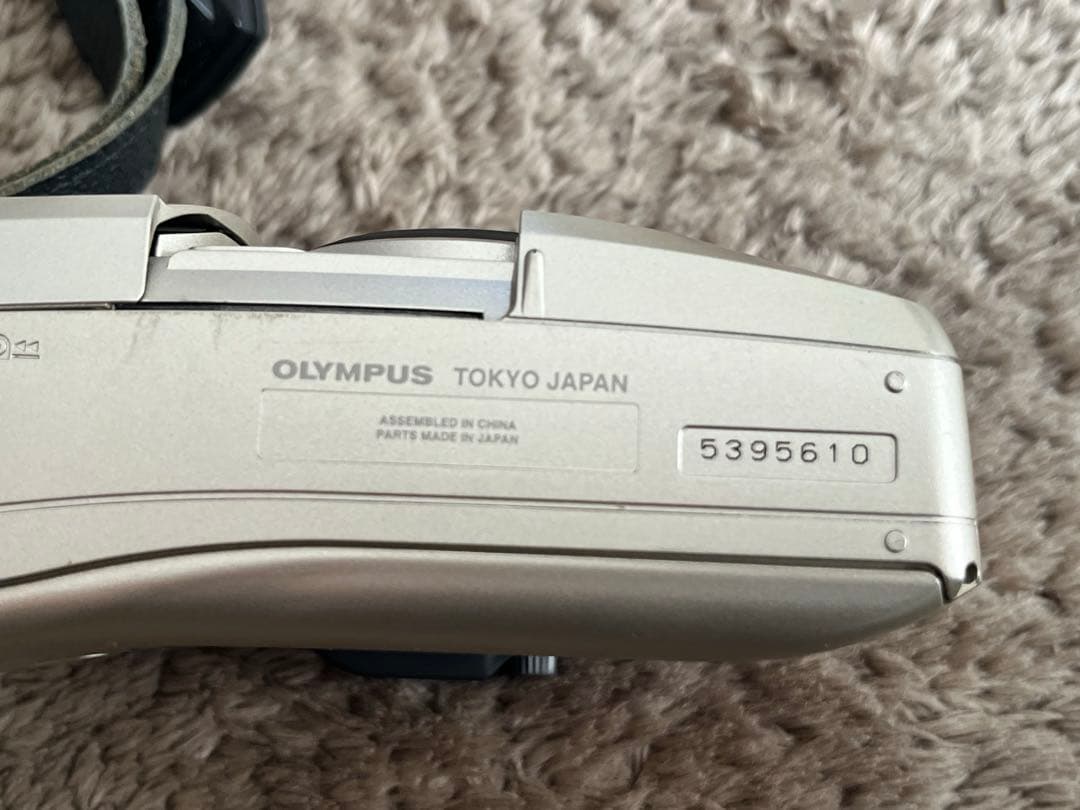 OLYMPUS TOKYO JAPAN
ASSEMBLED IN CHINA
PARTS MADE IN JAPAN
5395610